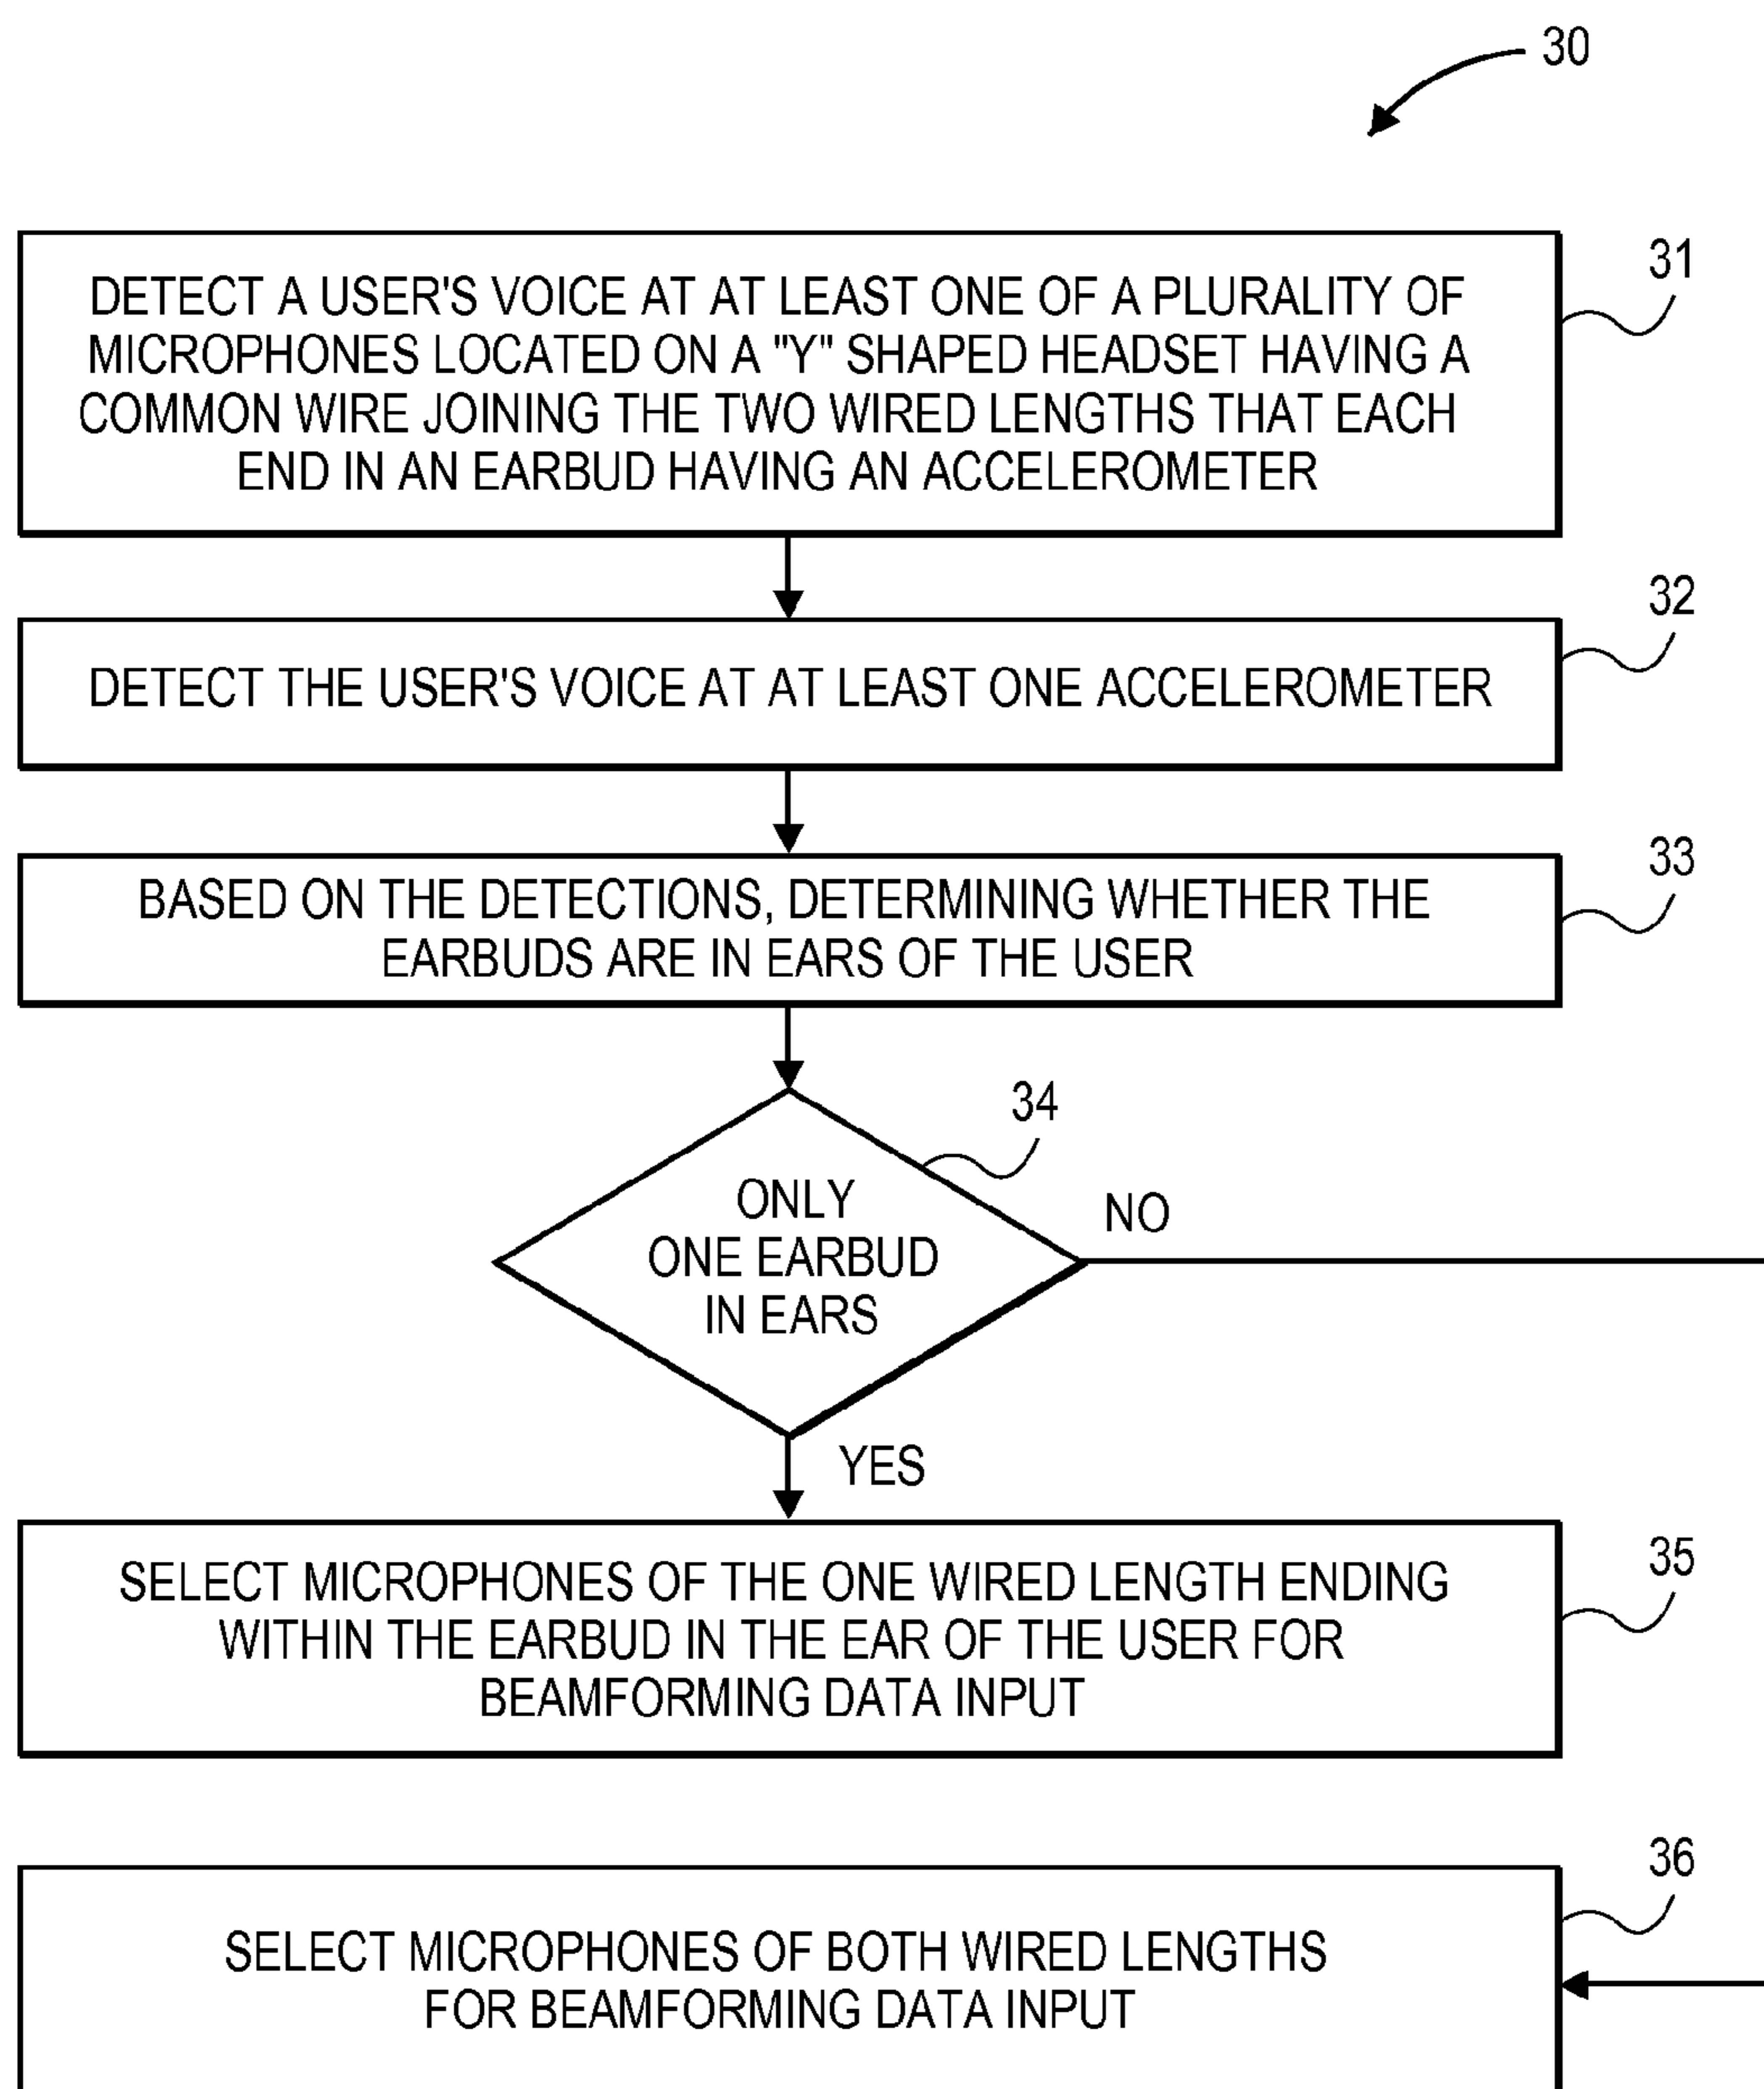 30
31
DETECT A USER'S VOICE AT AT LEAST ONE OF A PLURALITY OF
MICROPHONES LOCATED ON A "Y" SHAPED HEADSET HAVING A
COMMON WIRE JOINING THE TWO WIRED LENGTHS THAT EACH
END IN AN EARBUD HAVING AN ACCELEROMETER
32
DETECT THE USER'S VOICE AT AT LEAST ONE ACCELEROMETER
33
BASED ON THE DETECTIONS, DETERMINING WHETHER THE
EARBUDS ARE IN EARS OF THE USER
34
ONLY
ONE EARBUD
IN EARS
NO
YES
35
SELECT MICROPHONES OF THE ONE WIRED LENGTH ENDING
WITHIN THE EARBUD IN THE EAR OF THE USER FOR
BEAMFORMING DATA INPUT
36
SELECT MICROPHONES OF BOTH WIRED LENGTHS
FOR BEAMFORMING DATA INPUT